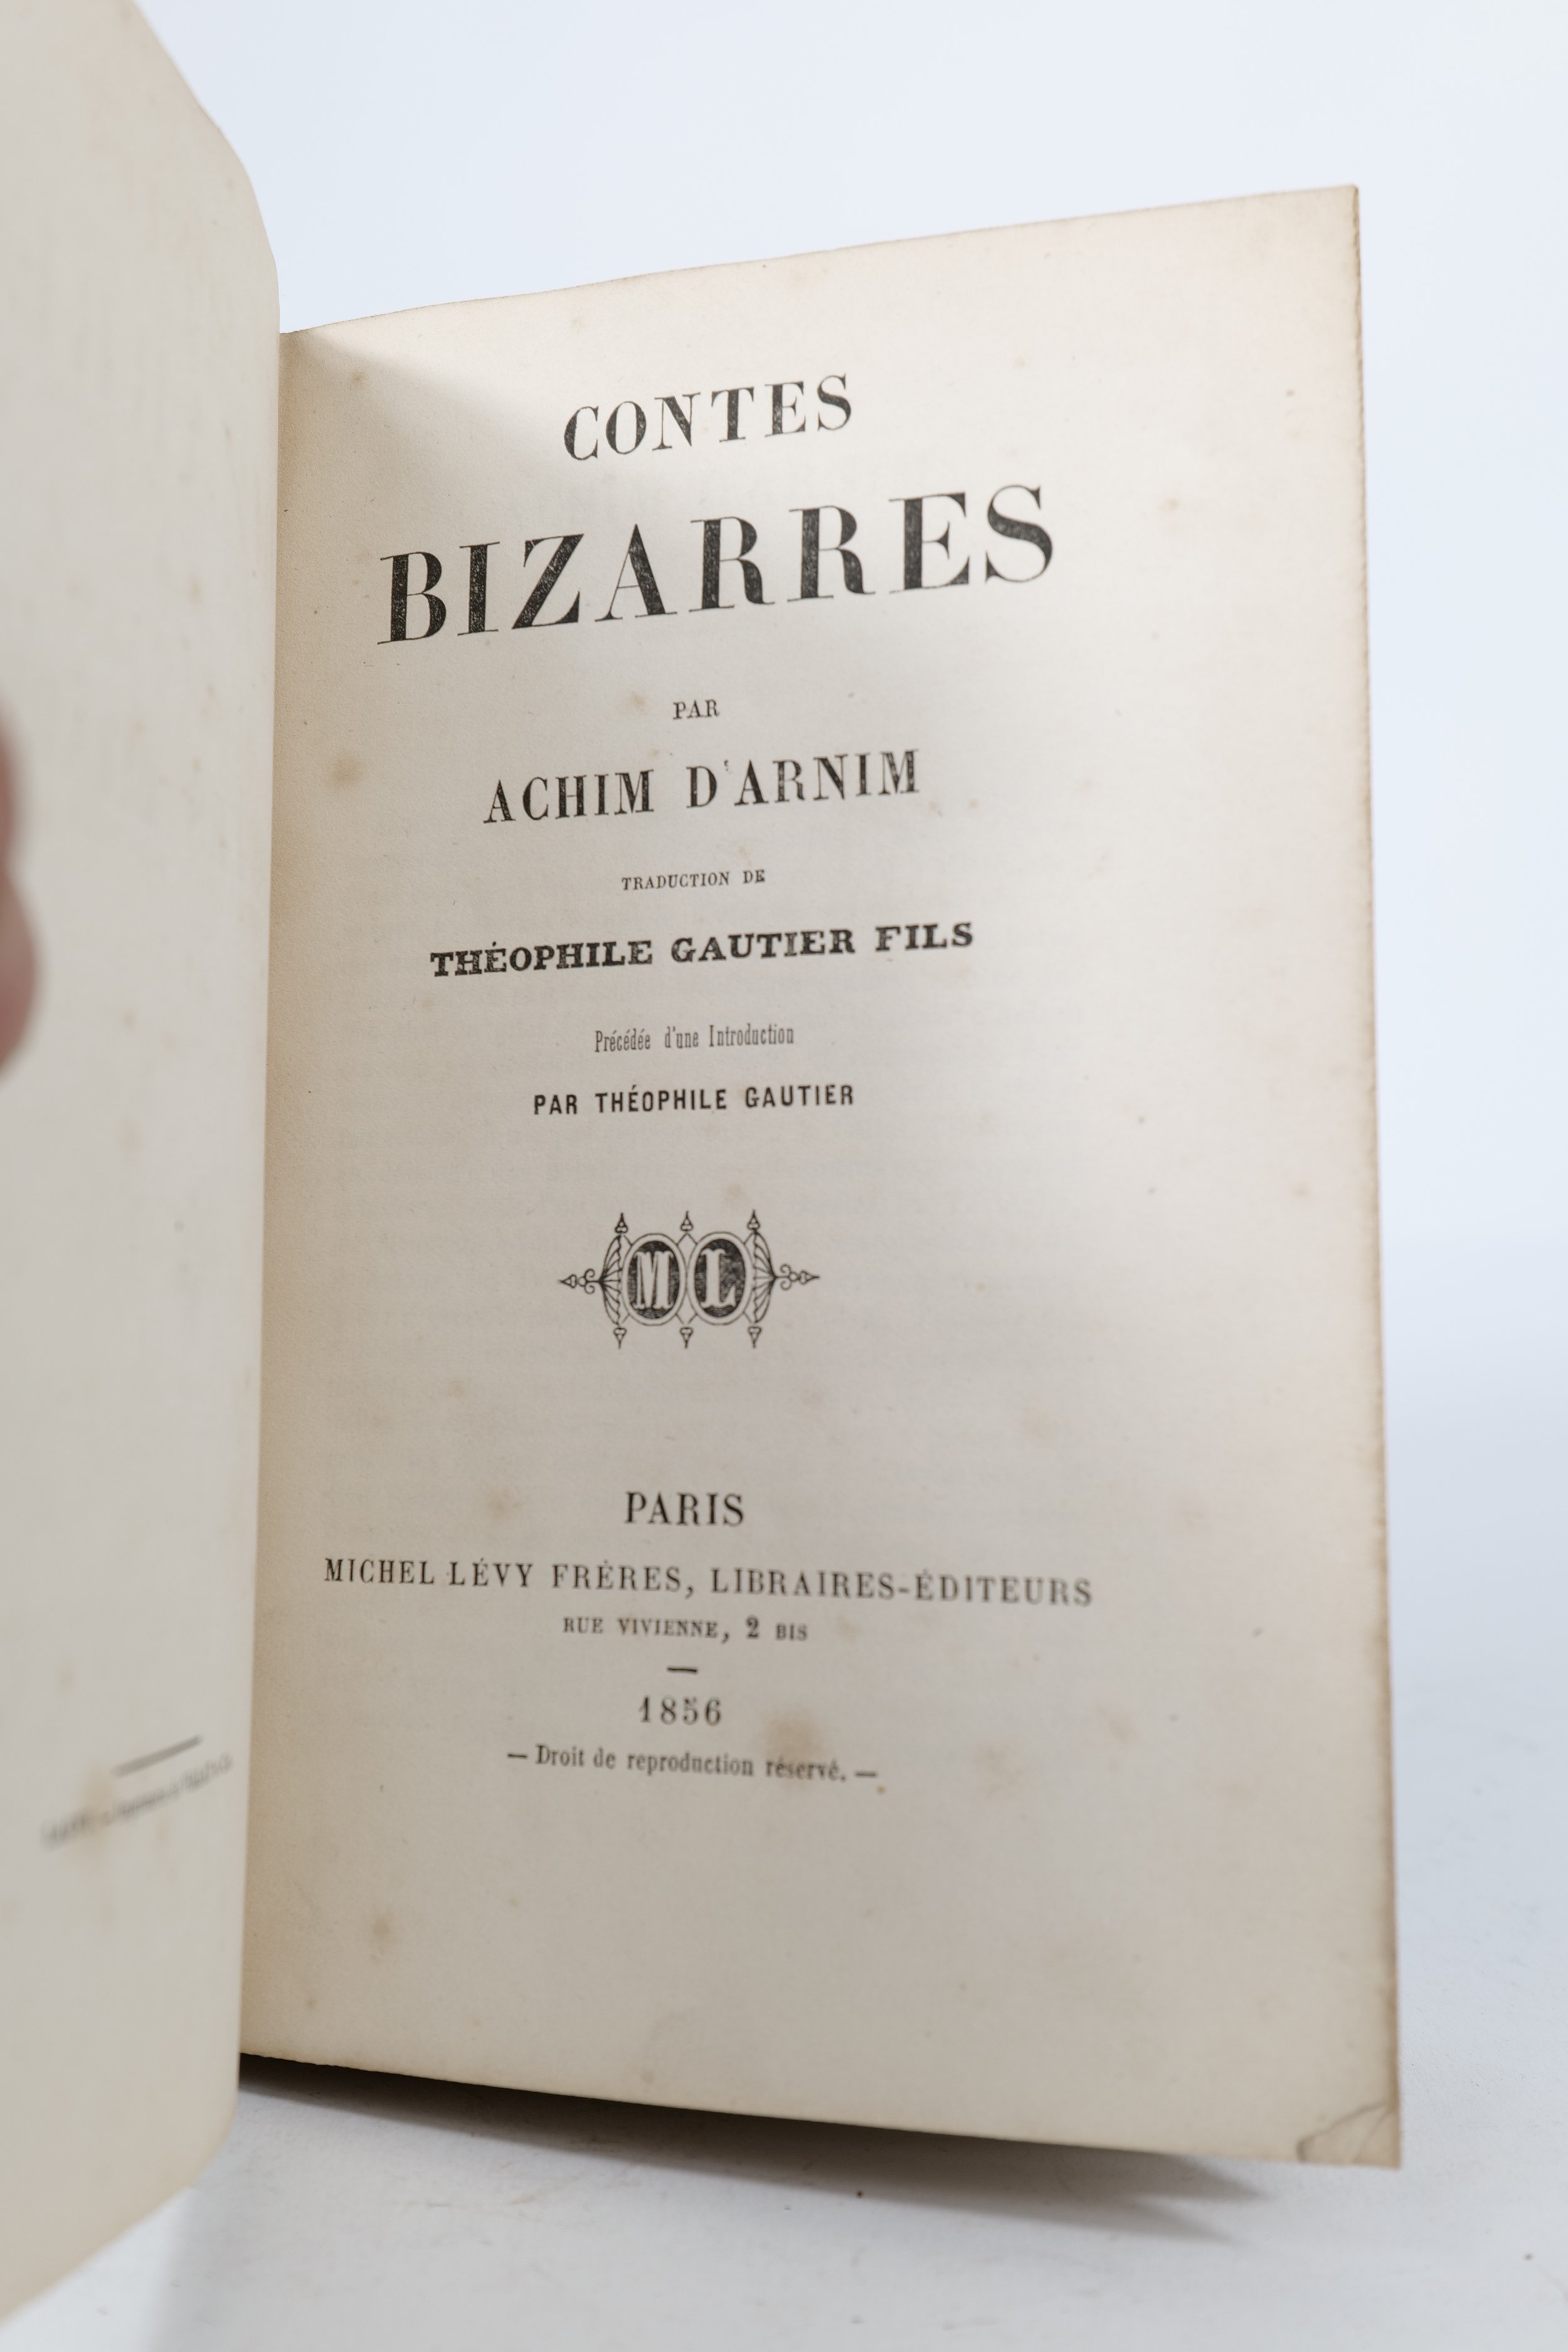 CONTES
BIZARRES
PAR
ACHIM D'ARNIM
TRADUCTION DE
THÉOPHILE GAUTIER FILS
Précédée d'une Introduction
PAR THÉOPHILE GAUTIER
M L
PARIS
MICHEL LÉVY FRÈRES, LIBRAIRES-ÉDITEURS
RUE VIVIENNE, 2 BIS
1856
— Droit de reproduction réservé. —